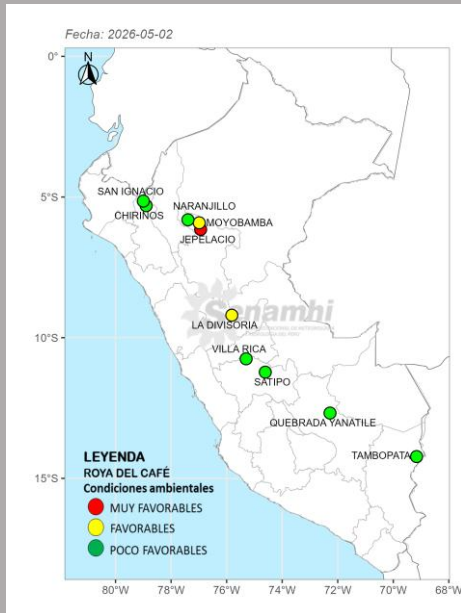 Fecha: 2026-05-02
0°
N
5°S
10°S
15°S
SAN IGNACIO
CHIRINOS
NARANJILLO
MOYOBAMBA
JEPELACIO
Senamhi
LA DIVISORIA
VILLA RICA
SATIPO
QUEBRADA YANATILE
TAMBOPATA
LEYENDA
ROYA DEL CAFÉ
Condiciones ambientales
MUY FAVORABLES
FAVORABLES
POCO FAVORABLES
80°W 78°W 76°W 74°W 72°W 70°W 68°W